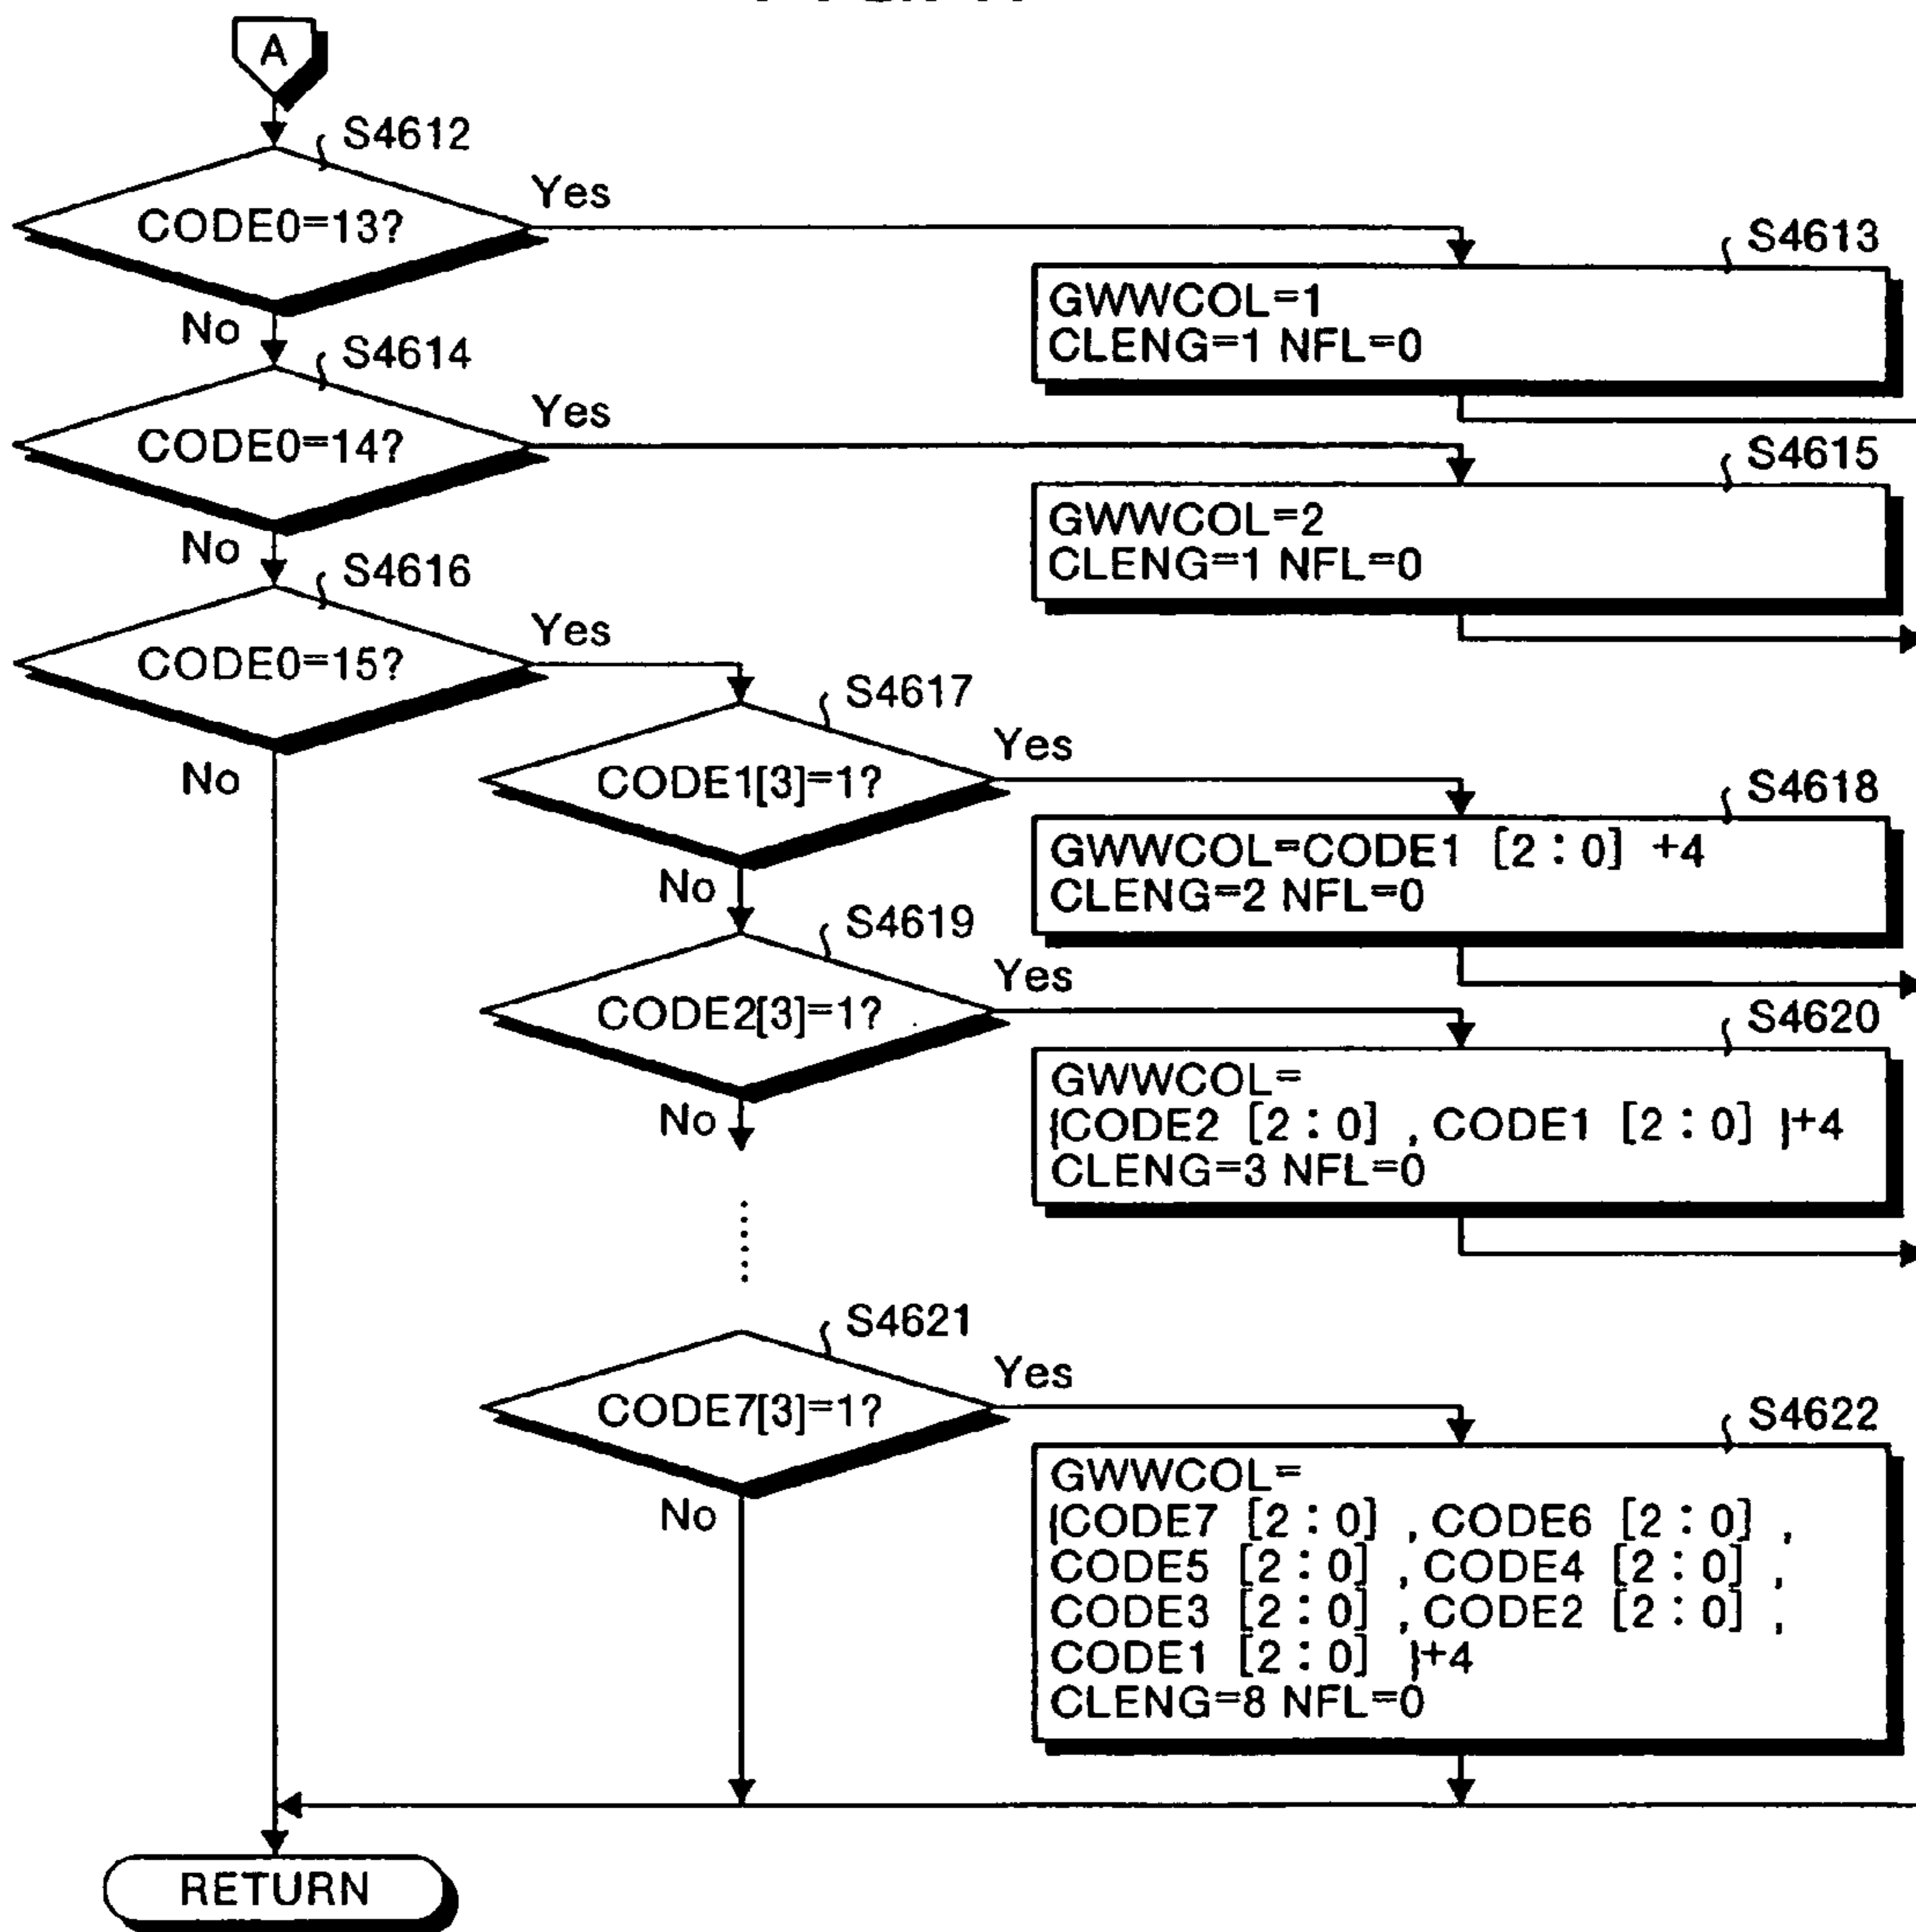 A
S4612
CODE0=13?
Yes
No
S4613
GWWCOL=1
CLENG=1 NFL=0
S4614
CODE0=14?
Yes
No
S4615
GWWCOL=2
CLENG=1 NFL=0
S4616
CODE0=15?
Yes
No
S4617
CODE1[3]=1?
Yes
No
S4618
GWWCOL=CODE1 [2 : 0] +4
CLENG=2 NFL=0
S4619
CODE2[3]=1?
Yes
No
S4620
GWWCOL=
{CODE2 [2 : 0] , CODE1 [2 : 0] }+4
CLENG=3 NFL=0
S4621
CODE7[3]=1?
Yes
No
S4622
GWWCOL=
{CODE7 [2 : 0] , CODE6 [2 : 0] ,
CODE5 [2 : 0] , CODE4 [2 : 0] ,
CODE3 [2 : 0] , CODE2 [2 : 0] ,
CODE1 [2 : 0] }+4
CLENG=8 NFL=0
RETURN